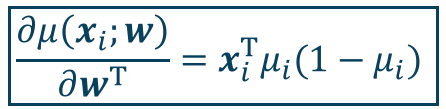 ∂μ(𝒙ᵢ; 𝒘) / ∂𝒘ᵀ = 𝒙ᵢᵀ μᵢ(1 − μᵢ)